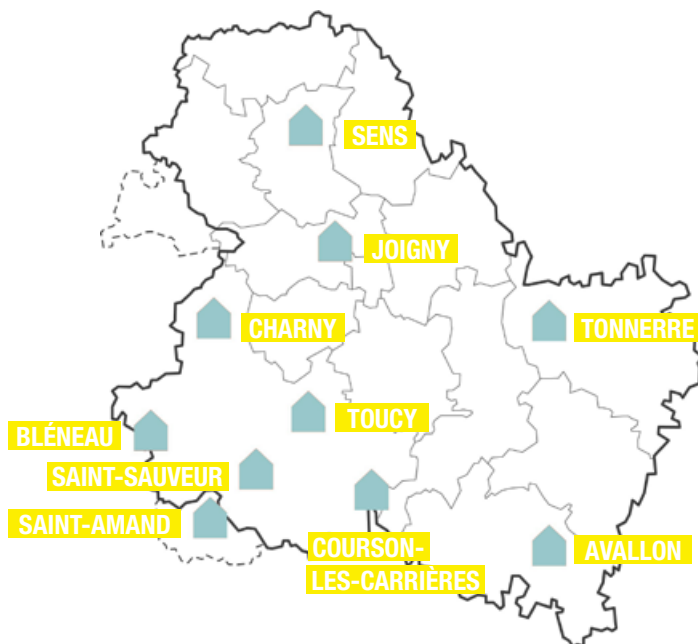 SENS
JOIGNY
CHARNY
TONNERRE
TOUCY
BLÉNEAU
SAINT-SAUVEUR
SAINT-AMAND
COURSON-
LES-CARRIÈRES
AVALLON